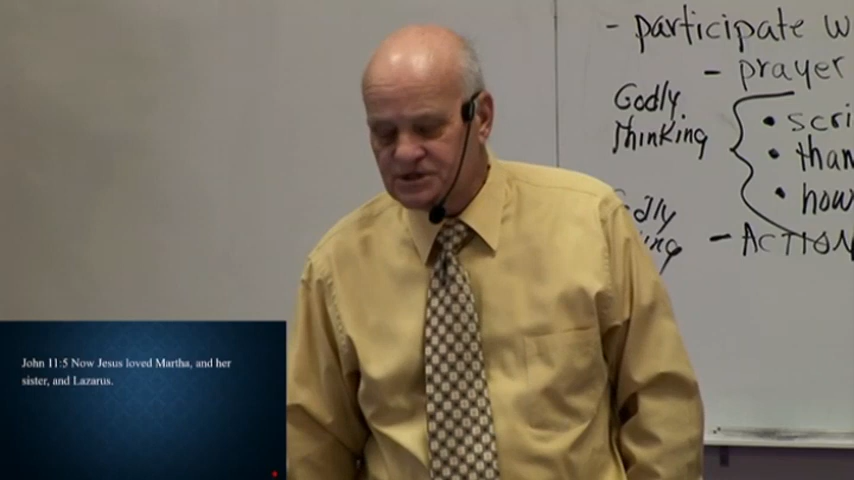 - participate w
- prayer
Godly
Thinking
• scri
• than
• how
- ACTION
John 11:5 Now Jesus loved Martha, and her
sister, and Lazarus.